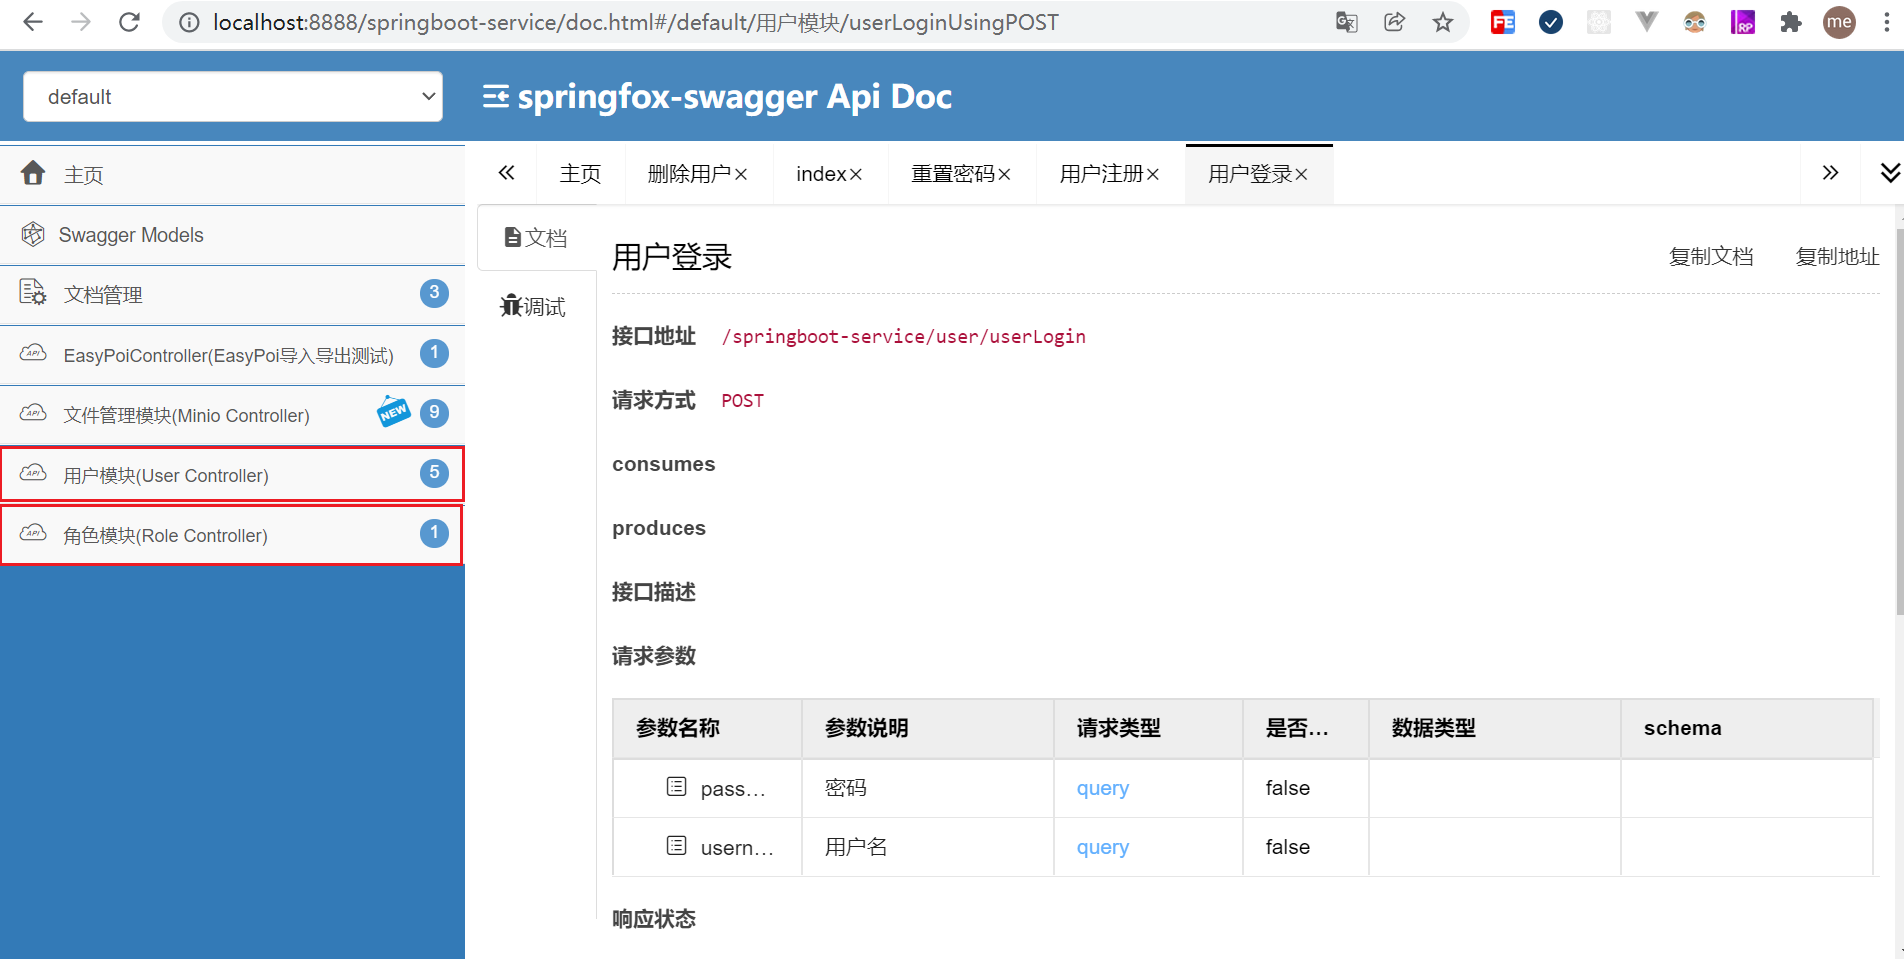 localhost:8888/springboot-service/doc.html#/default/用户模块/userLoginUsingPOST
FE
RP
me
default
springfox-swagger Api Doc
主页
Swagger Models
文档管理 3
API EasyPoiController(EasyPoi导入导出测试) 1
API 文件管理模块(Minio Controller) NEW 9
API 用户模块(User Controller) 5
API 角色模块(Role Controller) 1
主页 删除用户× index× 重置密码× 用户注册× 用户登录×
文档
调试
用户登录 复制文档 复制地址
接口地址 /springboot-service/user/userLogin
请求方式 POST
consumes
produces
接口描述
请求参数
参数名称 参数说明 请求类型 是否... 数据类型 schema
pass... 密码 query false
usern... 用户名 query false
响应状态